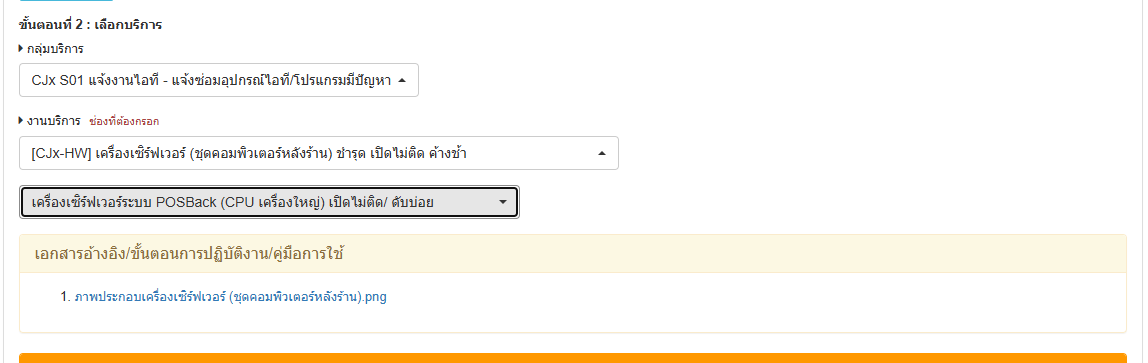 ขั้นตอนที่ 2 : เลือกบริการ
กลุ่มบริการ
CJx S01 แจ้งงานไอที - แจ้งซ่อมอุปกรณ์ไอที/โปรแกรมมีปัญหา
งานบริการ ช่องที่ต้องกรอก
[CJx-HW] เครื่องเซิร์ฟเวอร์ (ชุดคอมพิวเตอร์หลังร้าน) ชำรุด เปิดไม่ติด ค้างช้า
เครื่องเซิร์ฟเวอร์ระบบ POSBack (CPU เครื่องใหญ่) เปิดไม่ติด/ ดับบ่อย
เอกสารอ้างอิง/ขั้นตอนการปฏิบัติงาน/คู่มือการใช้
1. ภาพประกอบเครื่องเซิร์ฟเวอร์ (ชุดคอมพิวเตอร์หลังร้าน).png